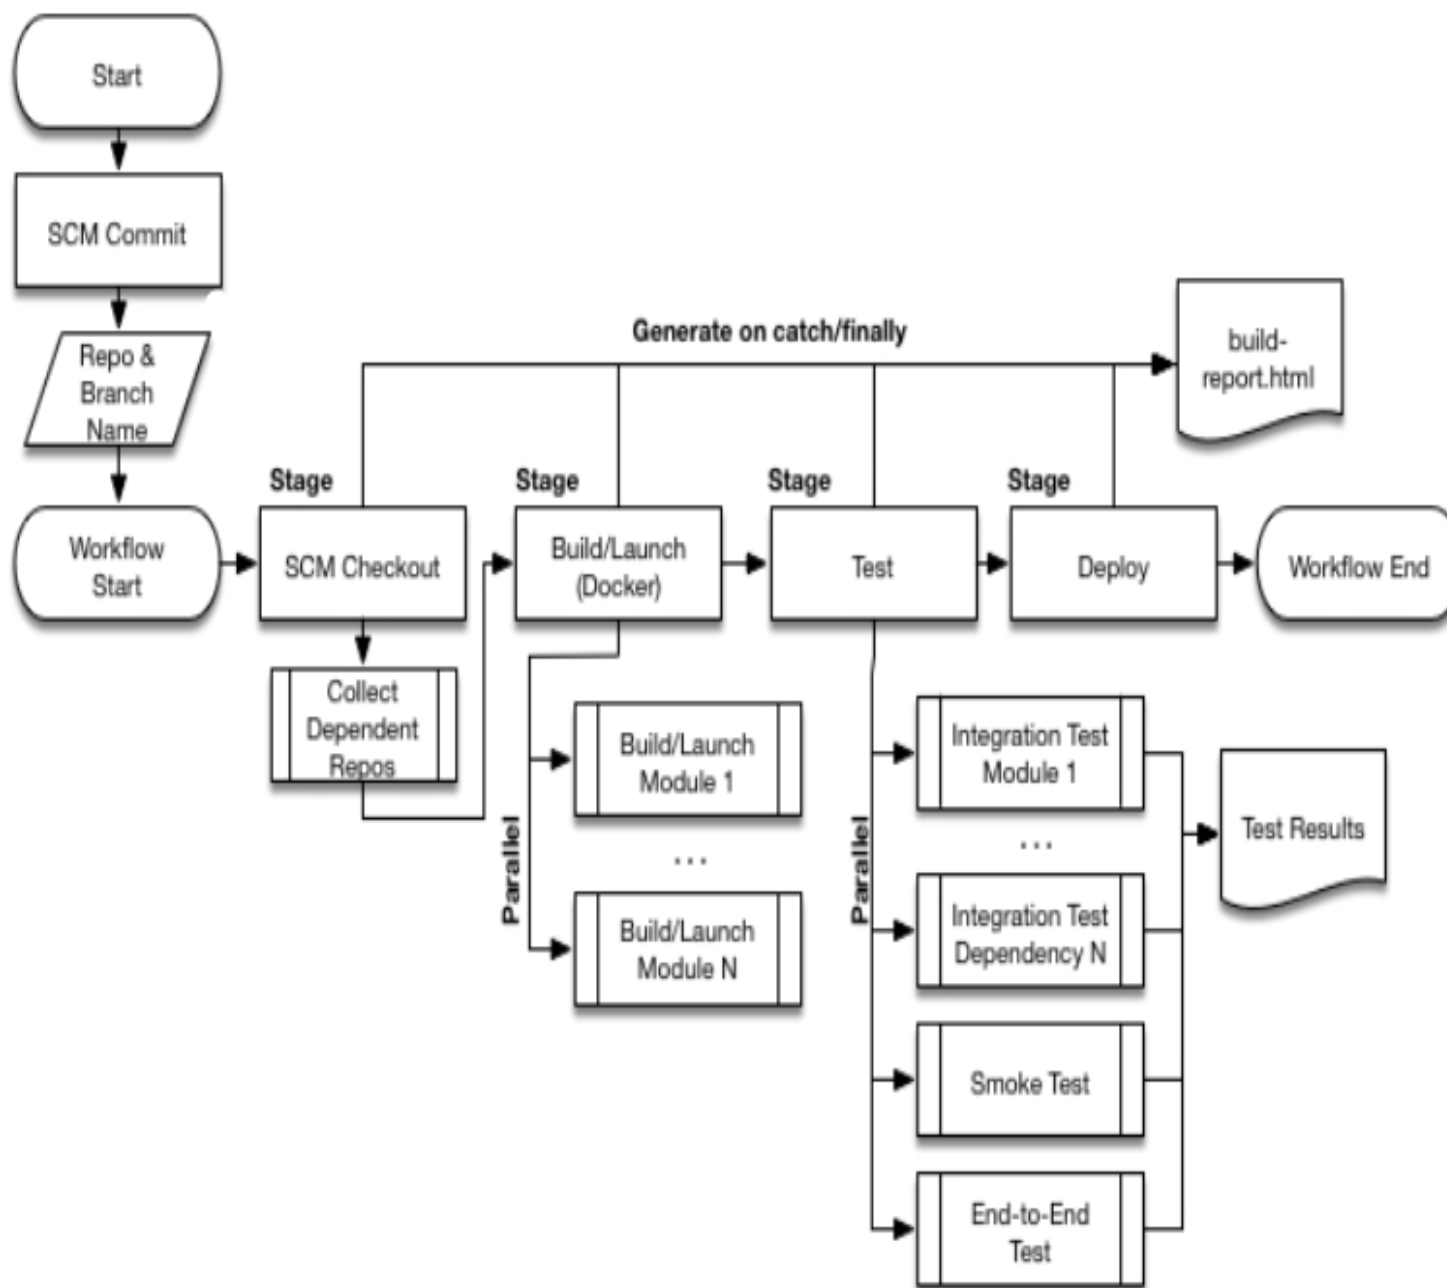 Start
SCM Commit
Repo &
Branch
Name
Generate on catch/finally
build-
report.html
Stage
Stage
Stage
Stage
Workflow
Start
SCM Checkout
Build/Launch
(Docker)
Test
Deploy
Workflow End
Collect
Dependent
Repos
Parallel
Build/Launch
Module 1
...
Build/Launch
Module N
Parallel
Integration Test
Module 1
...
Integration Test
Dependency N
Smoke Test
End-to-End
Test
Test Results